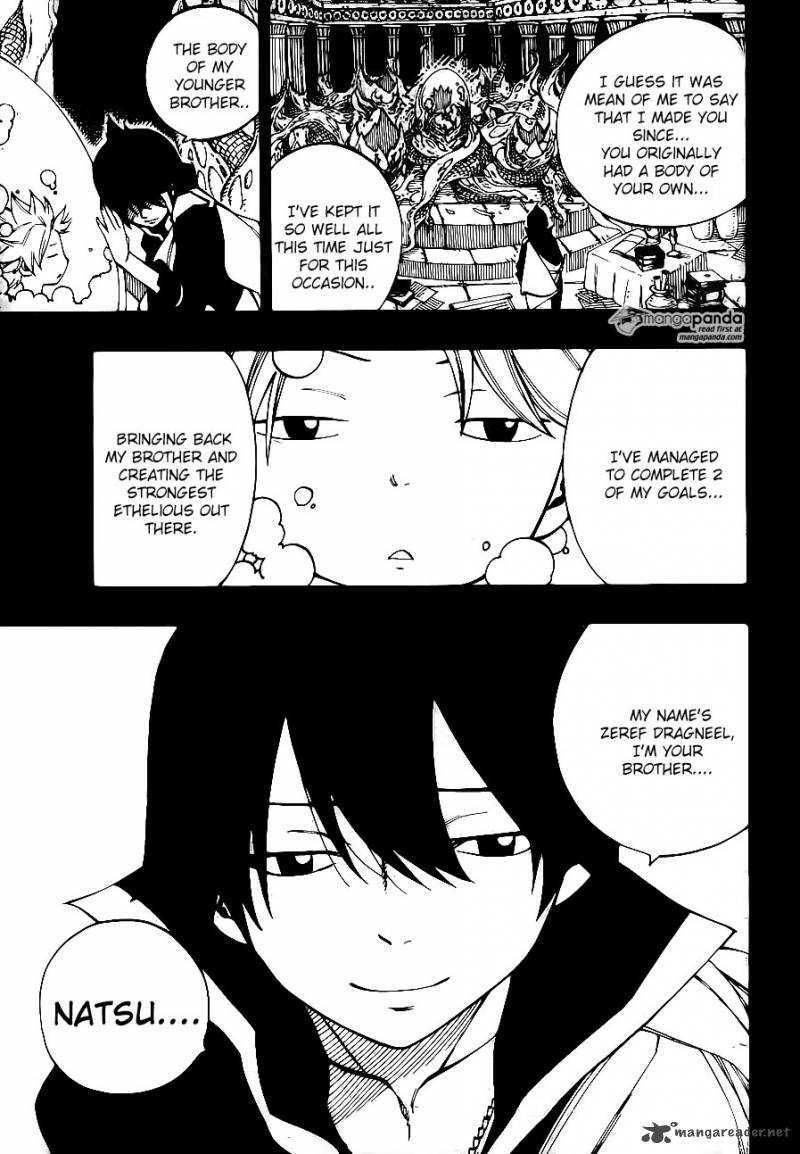 I GUESS IT WAS
MEAN OF ME TO SAY
THAT I MADE YOU
SINCE...
YOU ORIGINALLY
HAD A BODY OF
YOUR OWN...
THE BODY
OF MY
YOUNGER
BROTHER..
I'VE KEPT IT
SO WELL ALL
THIS TIME JUST
FOR THIS
OCCASION..
mangapanda
read first at
mangapanda.com
I'VE MANAGED
TO COMPLETE 2
OF MY GOALS...
BRINGING BACK
MY BROTHER AND
CREATING THE
STRONGEST
ETHELIOUS OUT
THERE.
MY NAME'S
ZEREF DRAGNEEL,
I'M YOUR
BROTHER....
NATSU....
mangareader.net